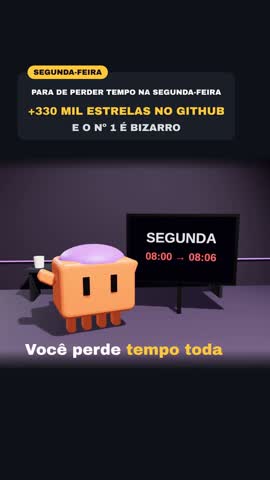 SEGUNDA-FEIRA
PARA DE PERDER TEMPO NA SEGUNDA-FEIRA
+330 MIL ESTRELAS NO GITHUB
E O Nº 1 É BIZARRO
SEGUNDA
08:00 → 08:06
Você perde tempo toda